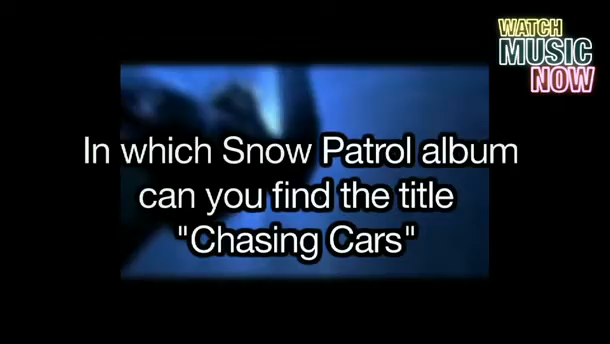 WATCH
MUSIC
NOW
In which Snow Patrol album
can you find the title
"Chasing Cars"